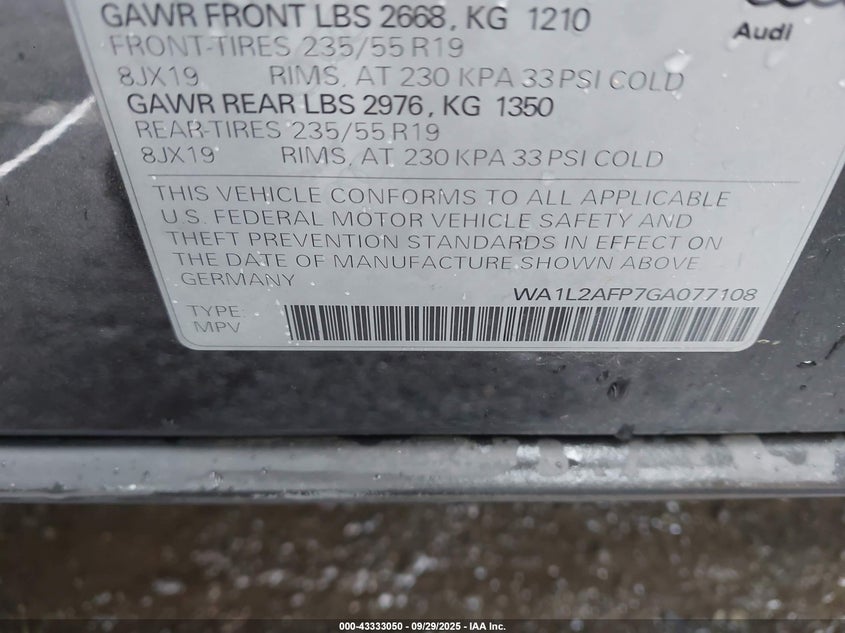 GAWR FRONT LBS 2668, KG 1210
FRONT-TIRES 235/55 R19
8JX19 RIMS, AT 230 KPA 33 PSI COLD
GAWR REAR LBS 2976, KG 1350
REAR-TIRES 235/55 R19
8JX19 RIMS, AT 230 KPA 33 PSI COLD
Audi
THIS VEHICLE CONFORMS TO ALL APPLICABLE
U.S. FEDERAL MOTOR VEHICLE SAFETY AND
THEFT PREVENTION STANDARDS IN EFFECT ON
THE DATE OF MANUFACTURE SHOWN ABOVE
GERMANY
WA1L2AFP7GA077108
TYPE:
MPV
000-43333050 - 09/29/2025 - IAA Inc.